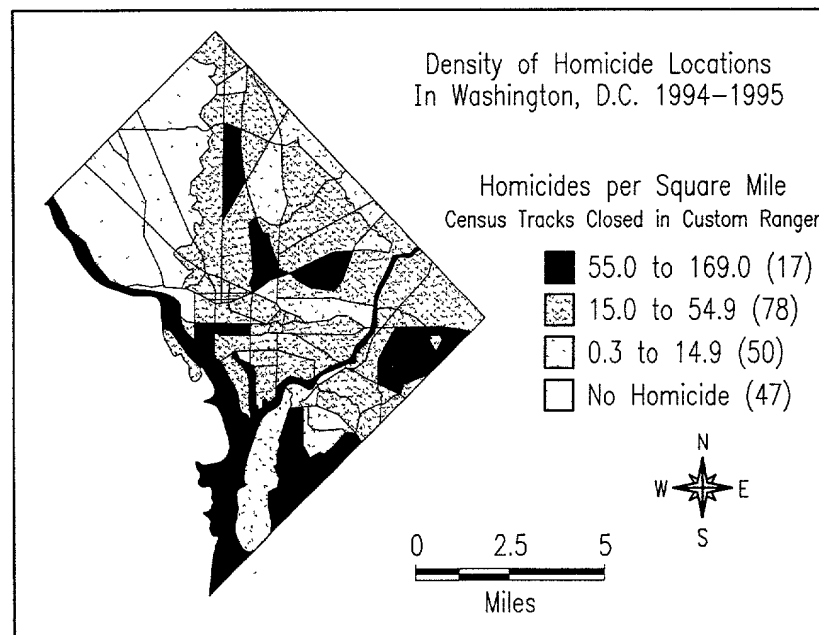 Density of Homicide Locations
In Washington, D.C. 1994–1995
Homicides per Square Mile
Census Tracks Closed in Custom Ranger
55.0 to 169.0 (17)
15.0 to 54.9 (78)
0.3 to 14.9 (50)
No Homicide (47)
N
W E
S
0 2.5 5
Miles